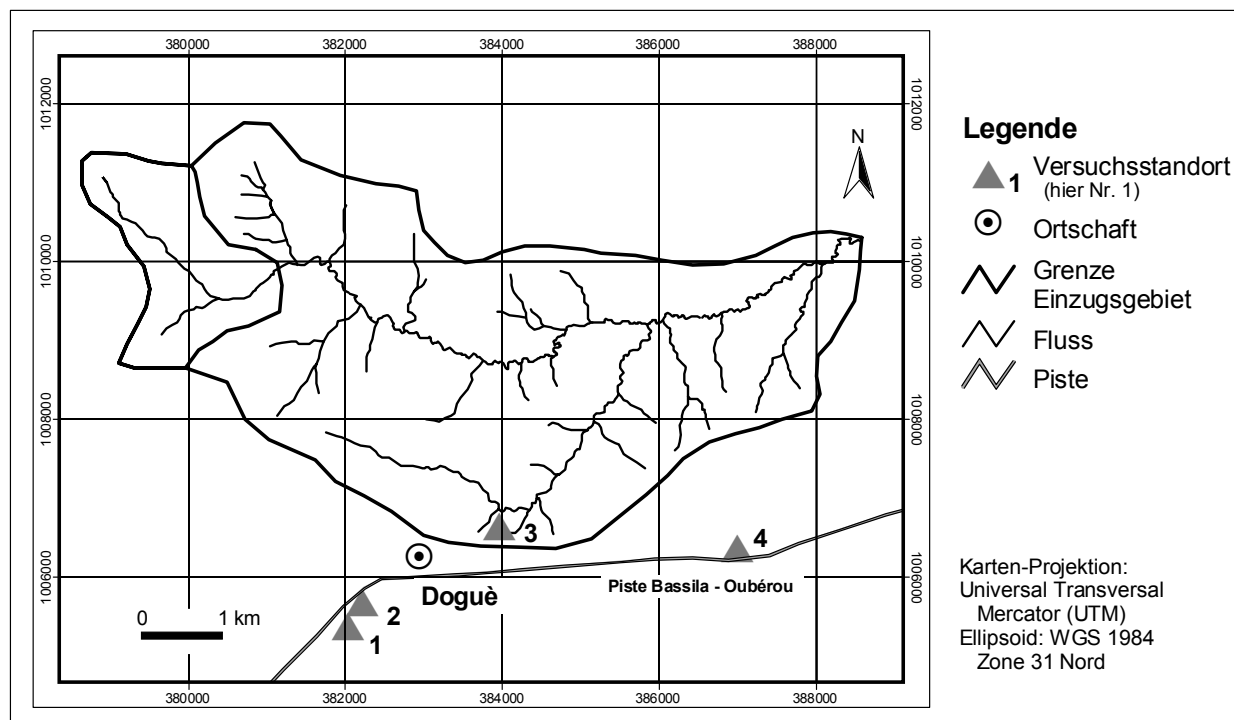 380000 382000 384000 386000 388000
1012000 1012000
N
1010000 1010000
1008000 1008000
3
4
1006000 1006000
Piste Bassila - Oubérou
Doguè
0 1 km
2
1
380000 382000 384000 386000 388000
Legende
1 Versuchsstandort
(hier Nr. 1)
Ortschaft
Grenze
Einzugsgebiet
Fluss
Piste
Karten-Projektion:
Universal Transversal
Mercator (UTM)
Ellipsoid: WGS 1984
Zone 31 Nord